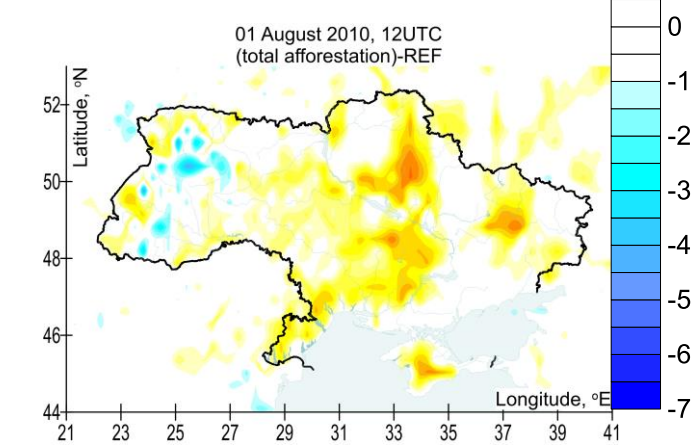 01 August 2010, 12UTC
(total afforestation)-REF
Latitude, °N
52
50
48
46
44
Longitude, °E
21 23 25 27 29 31 33 35 37 39 41
0
-1
-2
-3
-4
-5
-6
-7